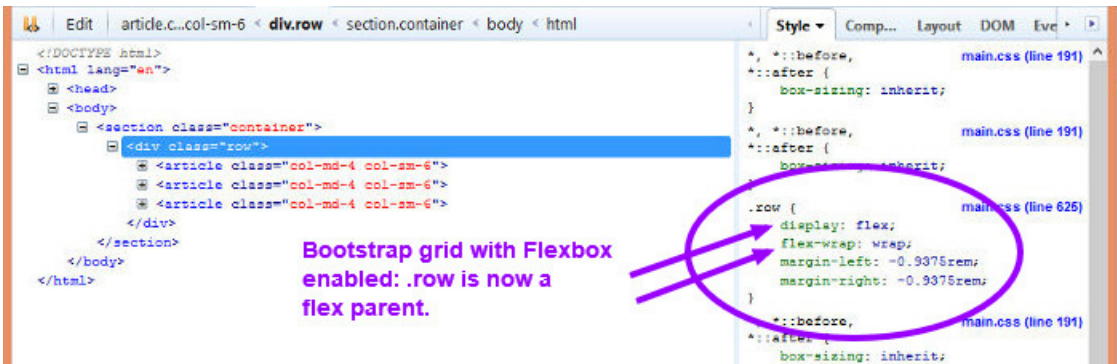 Edit article.c...col-sm-6 < div.row < section.container < body < html
Style Comp... Layout DOM Eve
<!DOCTYPE html>
<html lang="en">
<head>
<body>
<section class="container">
<div class="row">
<article class="col-md-4 col-sm-6">
<article class="col-md-4 col-sm-6">
<article class="col-md-4 col-sm-6">
</div>
</section>
</body>
</html>
Bootstrap grid with Flexbox
enabled: .row is now a
flex parent.
*, *::before, main.css (line 191)
*::after {
box-sizing: inherit;
}
*, *::before, main.css (line 191)
*::after {
box-sizing: inherit;
}
.row { main.css (line 625)
display: flex;
flex-wrap: wrap;
margin-left: -0.9375rem;
margin-right: -0.9375rem;
}
*, *::before, main.css (line 191)
*::after {
box-sizing: inherit;